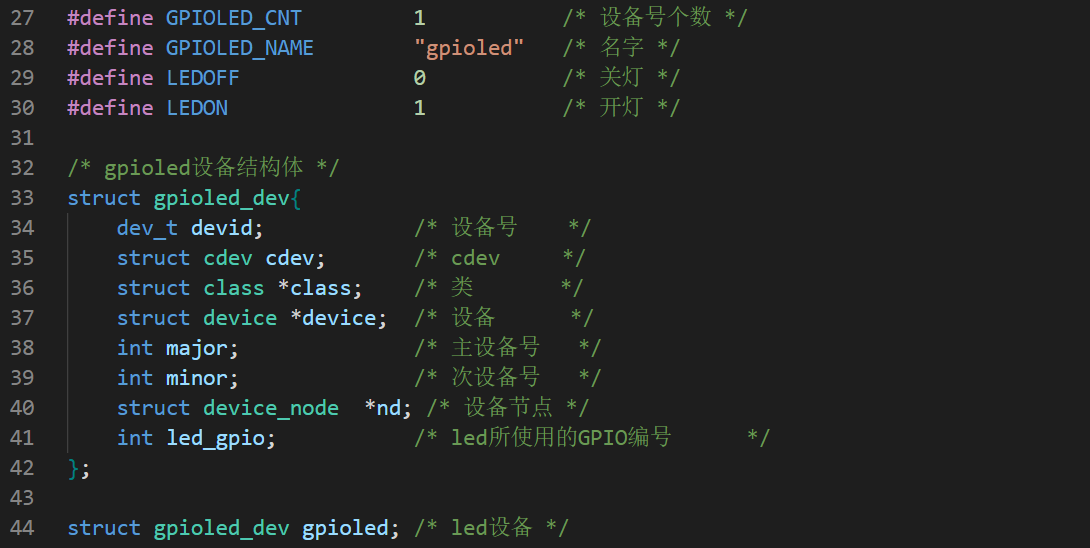 27 #define GPIOLED_CNT 1 /* 设备号个数 */
28 #define GPIOLED_NAME "gpioled" /* 名字 */
29 #define LEDOFF 0 /* 关灯 */
30 #define LEDON 1 /* 开灯 */
31
32 /* gpioled设备结构体 */
33 struct gpioled_dev{
34 dev_t devid; /* 设备号 */
35 struct cdev cdev; /* cdev */
36 struct class *class; /* 类 */
37 struct device *device; /* 设备 */
38 int major; /* 主设备号 */
39 int minor; /* 次设备号 */
40 struct device_node *nd; /* 设备节点 */
41 int led_gpio; /* led所使用的GPIO编号 */
42 };
43
44 struct gpioled_dev gpioled; /* led设备 */